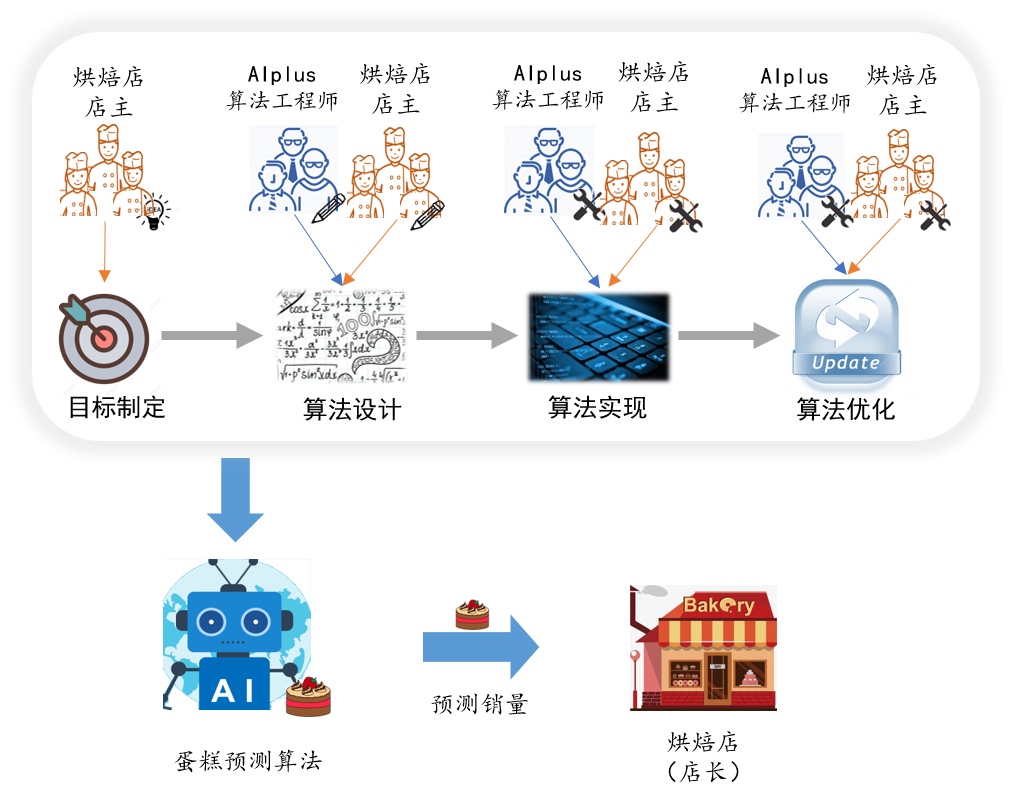 烘焙店
店主
AIplus
算法工程师
烘焙店
店主
AIplus
算法工程师
烘焙店
店主
AIplus
算法工程师
烘焙店
店主
IDEA
Update
目标制定
算法设计
算法实现
算法优化
AI
Bakery
预测销量
蛋糕预测算法
烘焙店
（店长）